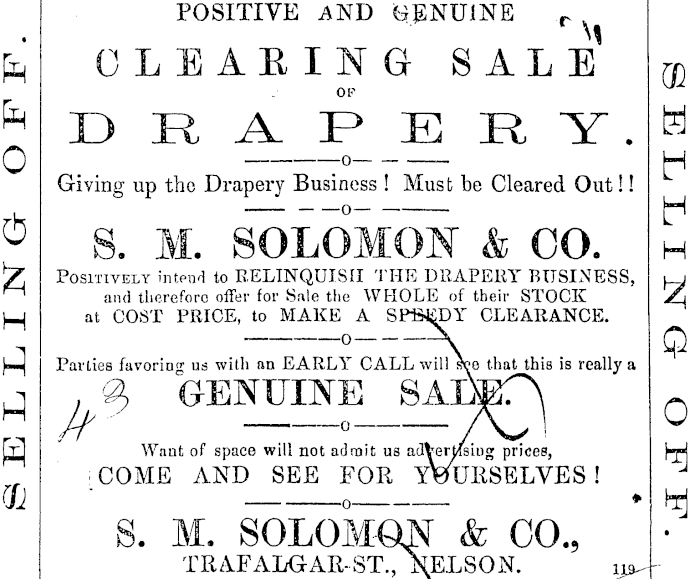 POSITIVE AND GENUINE
CLEARING SALE
OF
DRAPERY.
Giving up the Drapery Business! Must be Cleared Out!!
S. M. SOLOMON & CO.
POSITIVELY intend to RELINQUISH THE DRAPERY BUSINESS,
and therefore offer for Sale the WHOLE of their STOCK
at COST PRICE, to MAKE A SPEEDY CLEARANCE.
Parties favoring us with an EARLY CALL will see that this is really a
GENUINE SALE.
Want of space will not admit us advertising prices,
COME AND SEE FOR YOURSELVES!
S. M. SOLOMON & CO.,
TRAFALGAR-ST., NELSON.
119
SELLING OFF.
SELLING OFF.
43